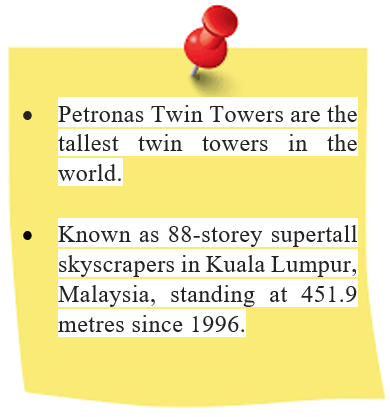 • Petronas Twin Towers are the
tallest twin towers in the
world.
• Known as 88-storey supertall
skyscrapers in Kuala Lumpur,
Malaysia, standing at 451.9
metres since 1996.